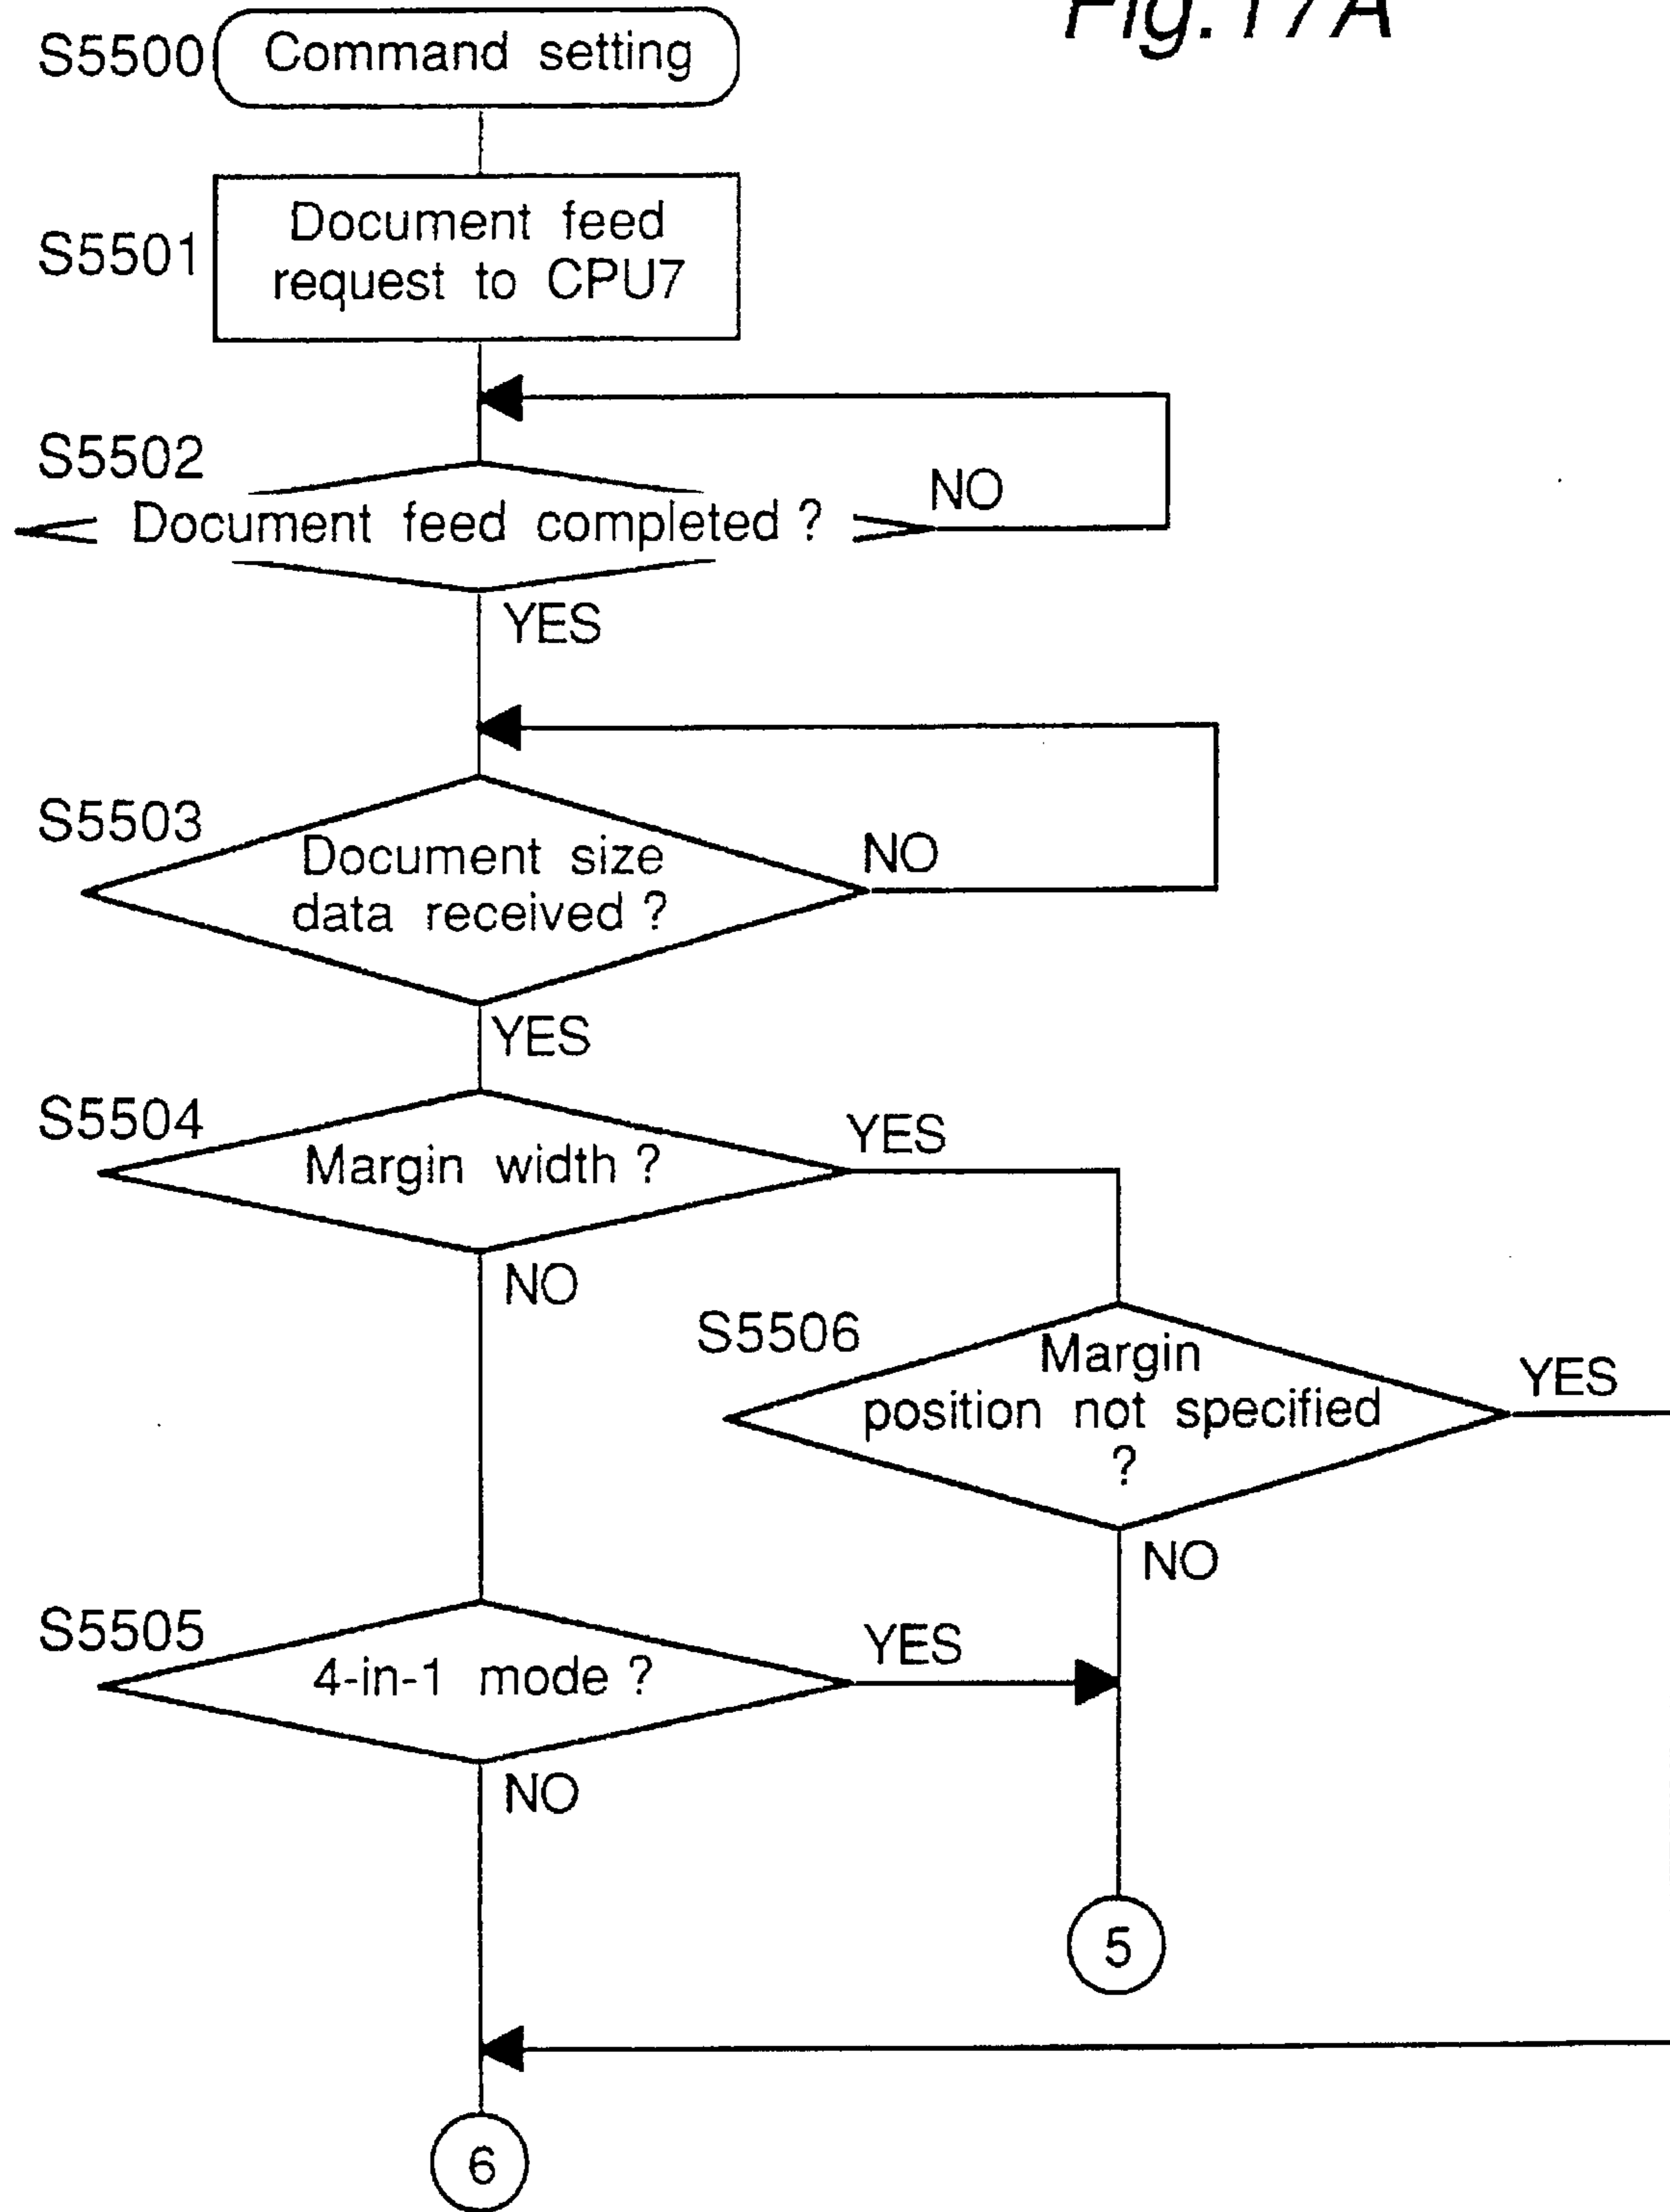 Fig.17A
S5500
Command setting
S5501
Document feed
request to CPU7
S5502
Document feed completed ?
NO
YES
S5503
Document size
data received ?
NO
YES
S5504
Margin width ?
YES
NO
S5506
Margin
position not specified
?
YES
NO
S5505
4-in-1 mode ?
YES
NO
5
6